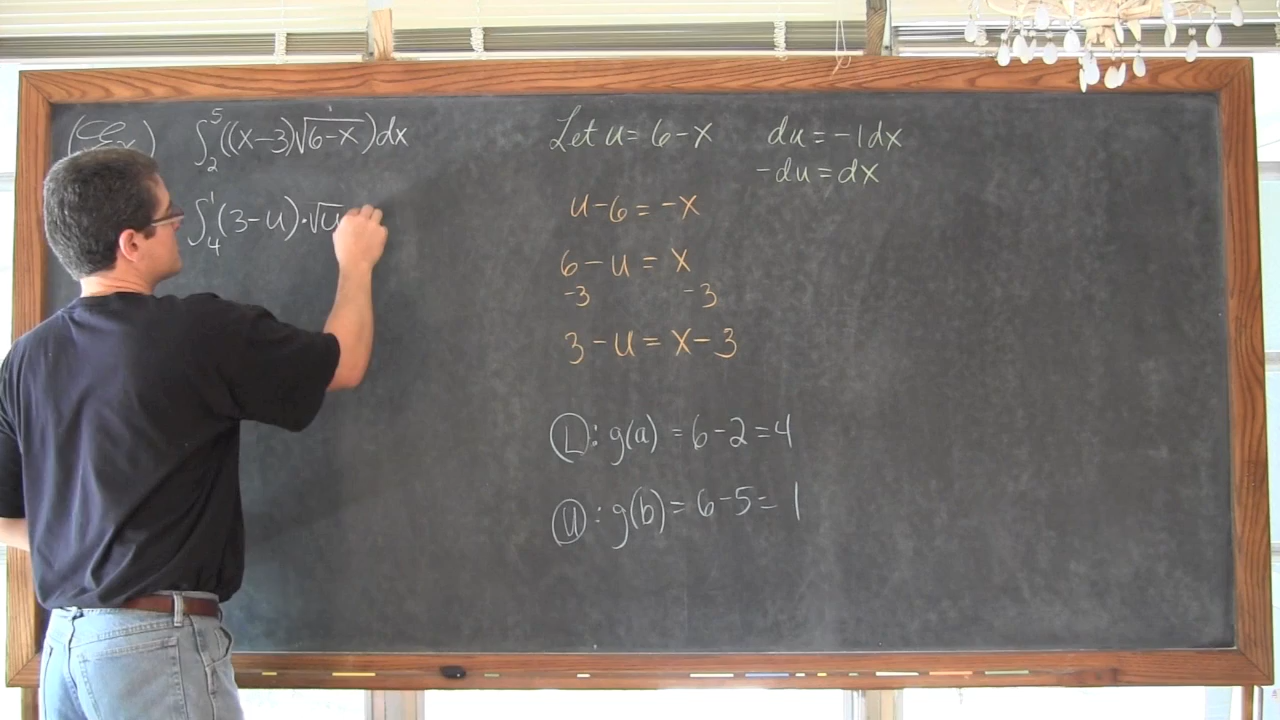 (Ex) ∫₂⁵((x-3)√(6-x))dx
∫₄¹(3-u)·√u
Let u = 6-x du = -1dx
-du = dx
u-6 = -x
6-u = x
-3 -3
3-u = x-3
Ⓛ: g(a) = 6-2 = 4
Ⓤ: g(b) = 6-5 = 1